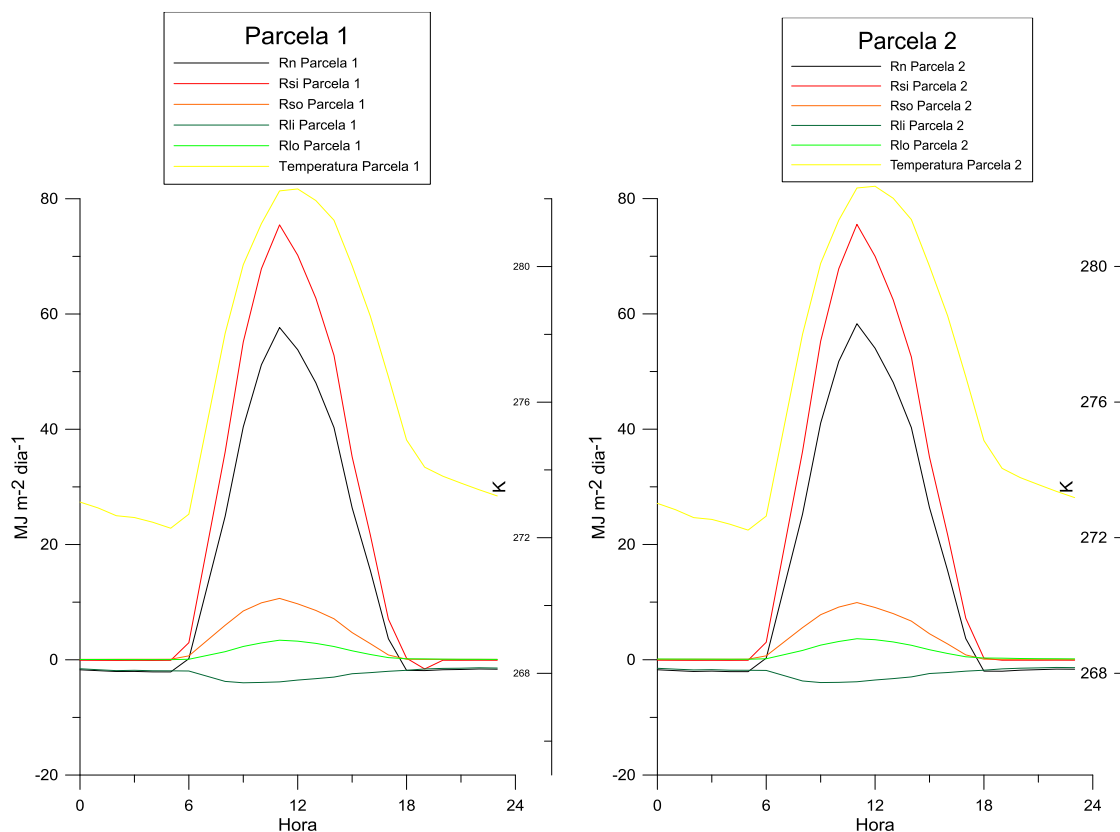 Parcela 1
Rn Parcela 1
Rsi Parcela 1
Rso Parcela 1
Rli Parcela 1
Rlo Parcela 1
Temperatura Parcela 1
80
60
40
20
0
-20
MJ m-2 dia-1
0
6
12
18
24
Hora
280
276
272
268
K
Parcela 2
Rn Parcela 2
Rsi Parcela 2
Rso Parcela 2
Rli Parcela 2
Rlo Parcela 2
Temperatura Parcela 2
80
60
40
20
0
-20
MJ m-2 dia-1
0
6
12
18
24
Hora
280
276
272
268
K